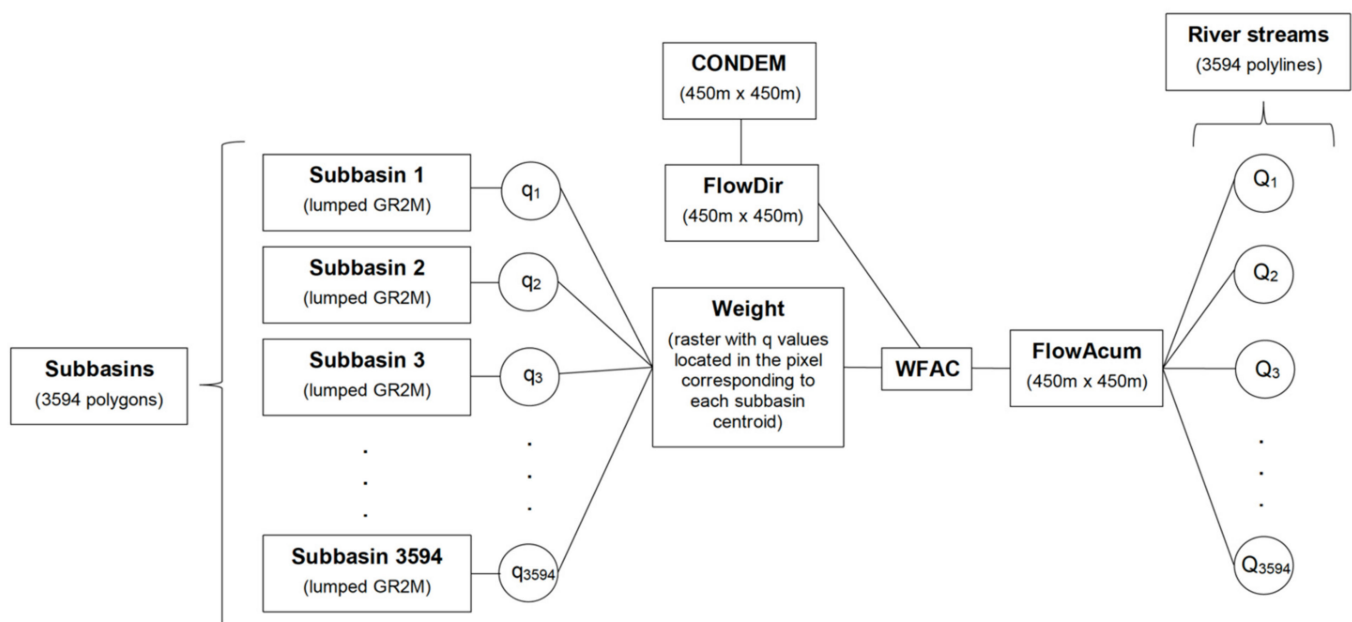 Subbasins
(3594 polygons)
Subbasin 1
(lumped GR2M)
q1
Subbasin 2
(lumped GR2M)
q2
Subbasin 3
(lumped GR2M)
q3
.
.
.
.
.
.
Subbasin 3594
(lumped GR2M)
q3594
CONDEM
(450m x 450m)
FlowDir
(450m x 450m)
Weight
(raster with q values
located in the pixel
corresponding to
each subbasin
centroid)
WFAC
FlowAcum
(450m x 450m)
River streams
(3594 polylines)
Q1
Q2
Q3
.
.
.
Q3594